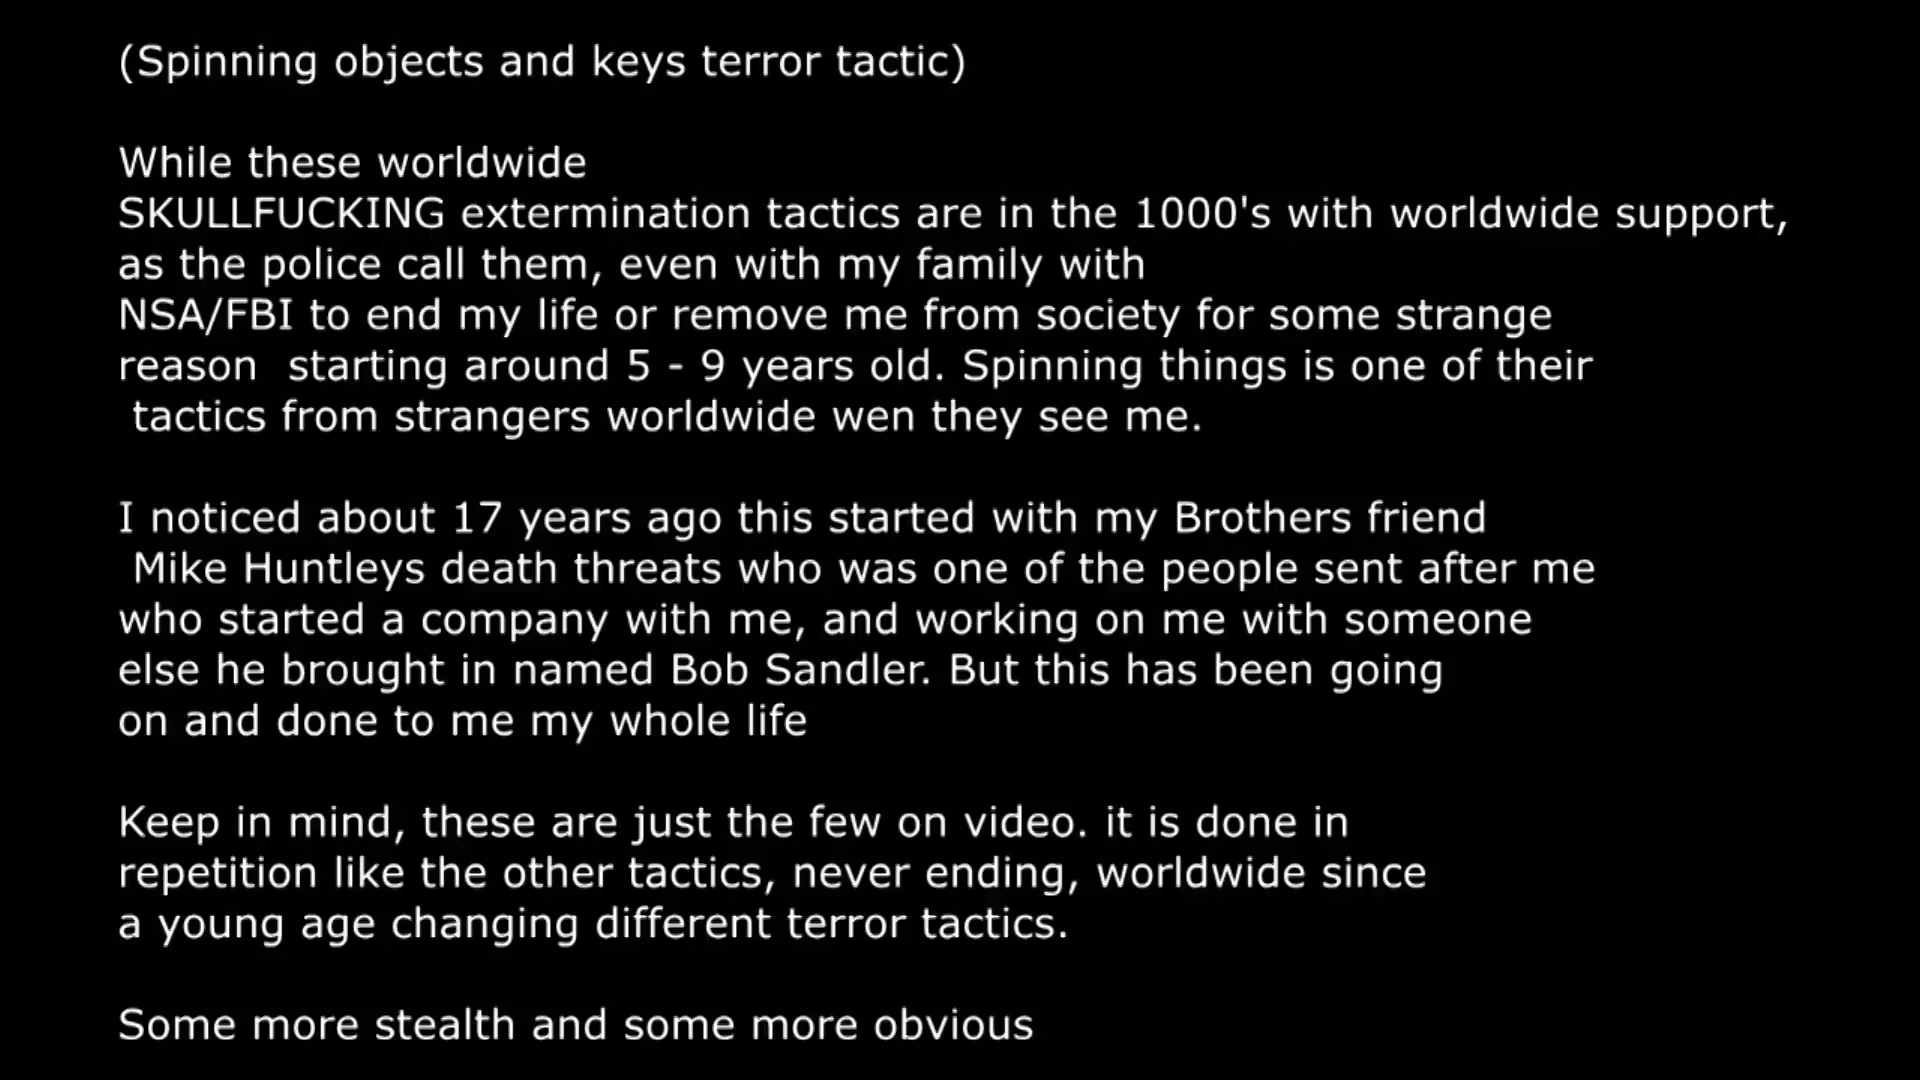 (Spinning objects and keys terror tactic)
While these worldwide
SKULLFUCKING extermination tactics are in the 1000's with worldwide support,
as the police call them, even with my family with
NSA/FBI to end my life or remove me from society for some strange
reason  starting around 5 - 9 years old. Spinning things is one of their
tactics from strangers worldwide wen they see me.
I noticed about 17 years ago this started with my Brothers friend
Mike Huntleys death threats who was one of the people sent after me
who started a company with me, and working on me with someone
else he brought in named Bob Sandler. But this has been going
on and done to me my whole life
Keep in mind, these are just the few on video. it is done in
repetition like the other tactics, never ending, worldwide since
a young age changing different terror tactics.
Some more stealth and some more obvious